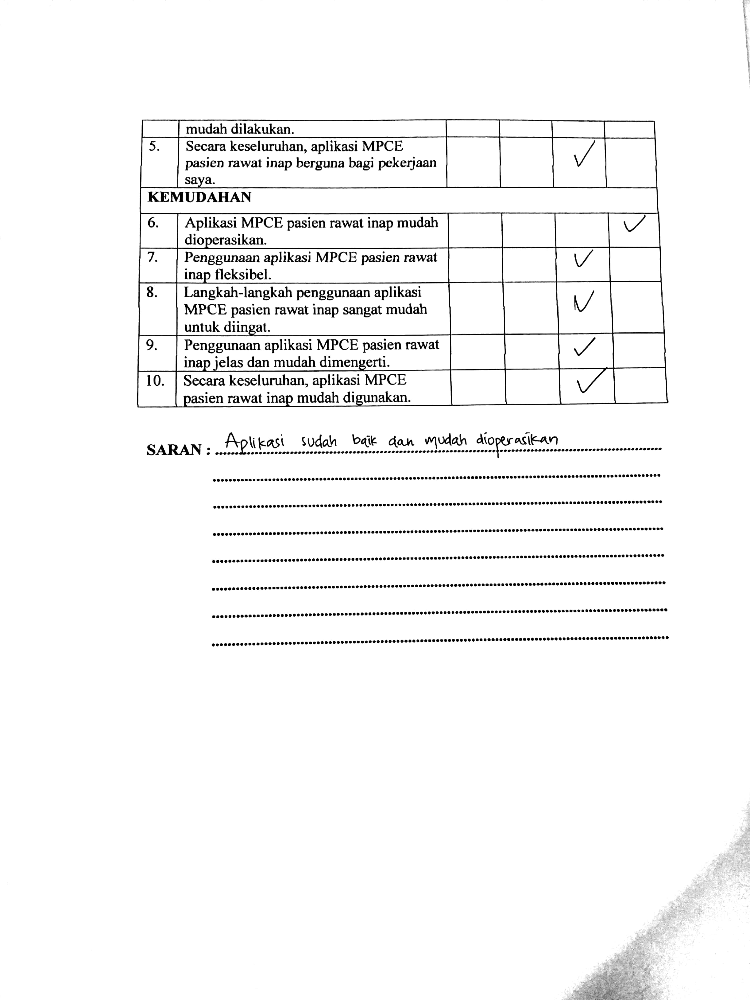 mudah dilakukan.
5. Secara keseluruhan, aplikasi MPCE
pasien rawat inap berguna bagi pekerjaan
saya.
KEMUDAHAN
6. Aplikasi MPCE pasien rawat inap mudah
dioperasikan.
7. Penggunaan aplikasi MPCE pasien rawat
inap fleksibel.
8. Langkah-langkah penggunaan aplikasi
MPCE pasien rawat inap sangat mudah
untuk diingat.
9. Penggunaan aplikasi MPCE pasien rawat
inap jelas dan mudah dimengerti.
10. Secara keseluruhan, aplikasi MPCE
pasien rawat inap mudah digunakan.
SARAN : Aplikasi sudah baik dan mudah dioperasikan